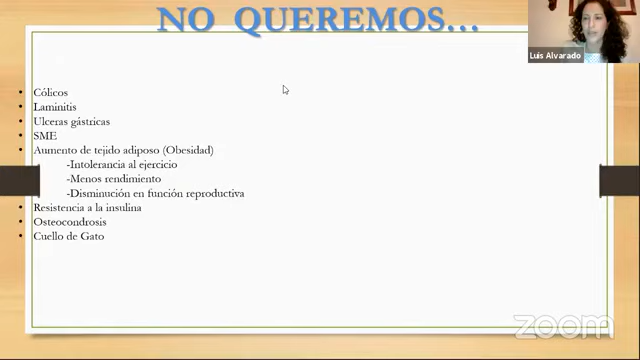 NO QUEREMOS...
Luis Alvarado
• Cólicos
• Laminitis
• Ulceras gástricas
• SME
• Aumento de tejido adiposo (Obesidad)
-Intolerancia al ejercicio
-Menos rendimiento
-Disminución en función reproductiva
• Resistencia a la insulina
• Osteocondrosis
• Cuello de Gato
zoom